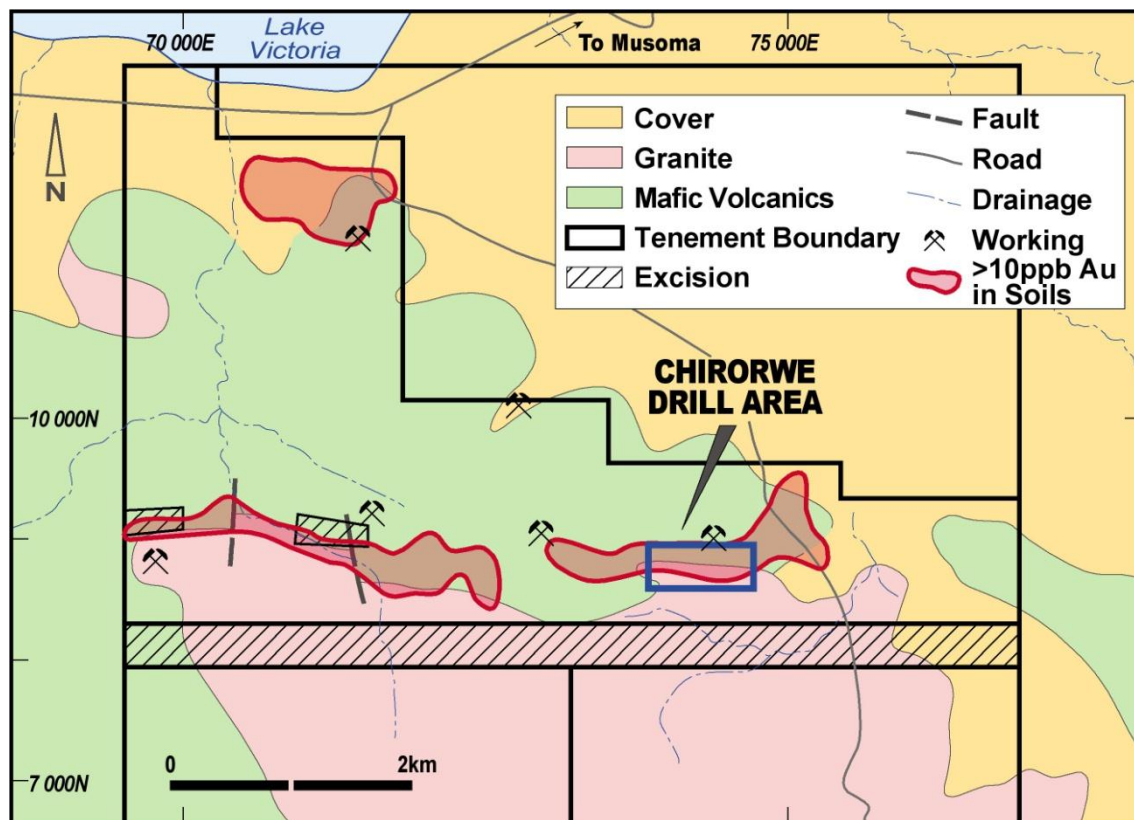 70 000E
Lake
Victoria
To Musoma
75 000E
N
Cover
Granite
Mafic Volcanics
Tenement Boundary
Excision
Fault
Road
Drainage
Working
>10ppb Au
in Soils
CHIRORWE
DRILL AREA
10 000N
0 2km
7 000N